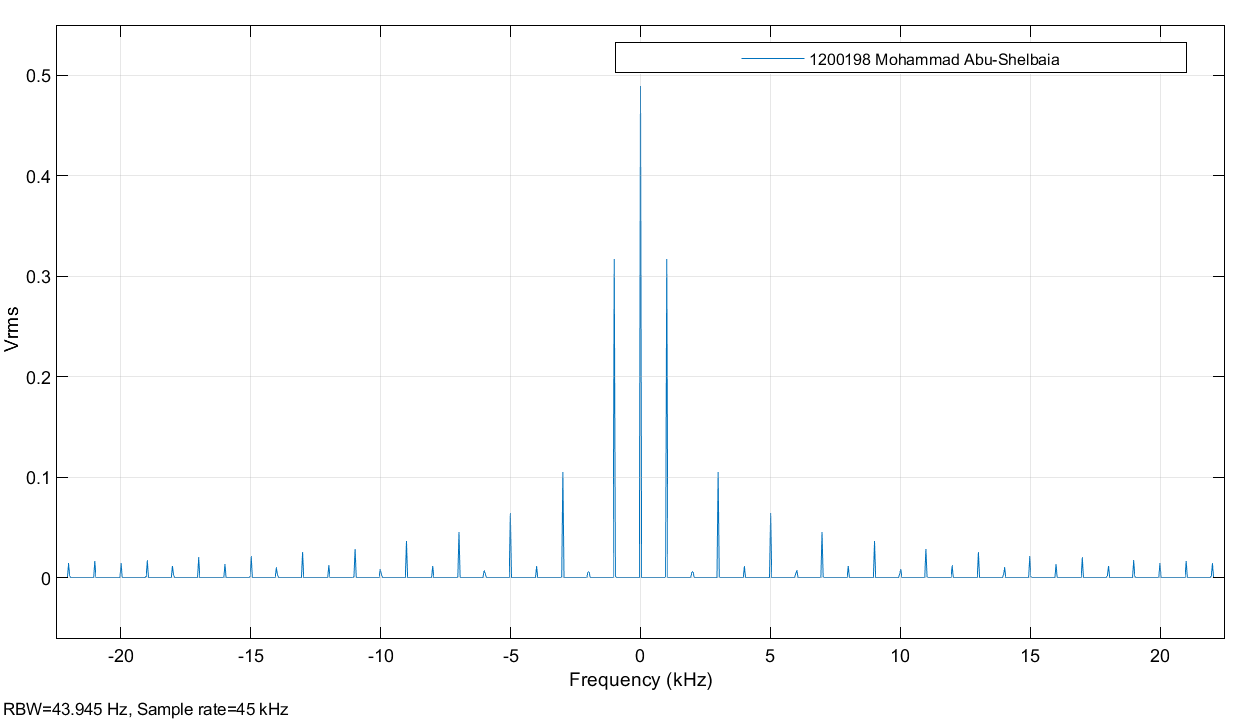 1200198 Mohammad Abu-Shelbaia
0.5
0.4
0.3
0.2
0.1
0
Vrms
-20 -15 -10 -5 0 5 10 15 20
Frequency (kHz)
RBW=43.945 Hz, Sample rate=45 kHz